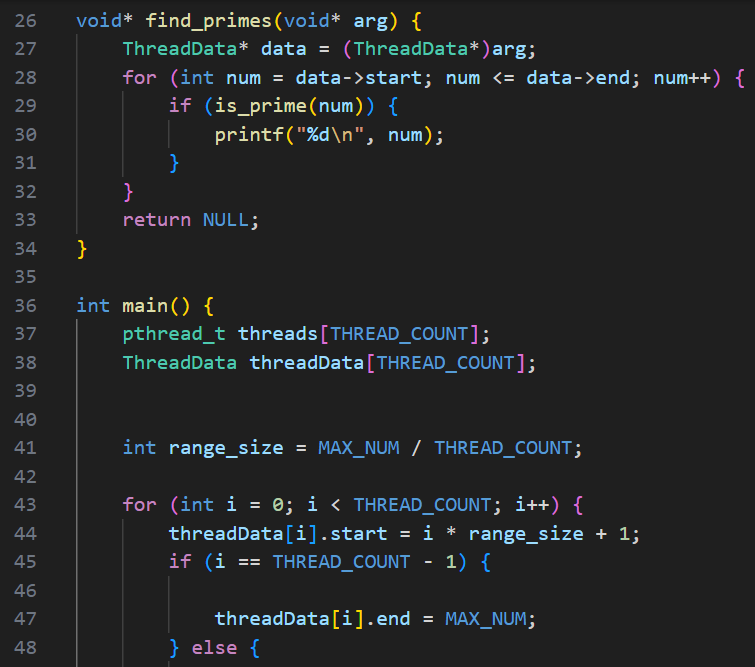 26 void* find_primes(void* arg) {
27     ThreadData* data = (ThreadData*)arg;
28     for (int num = data->start; num <= data->end; num++) {
29         if (is_prime(num)) {
30             printf("%d\n", num);
31         }
32     }
33     return NULL;
34 }
35
36 int main() {
37     pthread_t threads[THREAD_COUNT];
38     ThreadData threadData[THREAD_COUNT];
39
40
41     int range_size = MAX_NUM / THREAD_COUNT;
42
43     for (int i = 0; i < THREAD_COUNT; i++) {
44         threadData[i].start = i * range_size + 1;
45         if (i == THREAD_COUNT - 1) {
46
47             threadData[i].end = MAX_NUM;
48         } else {